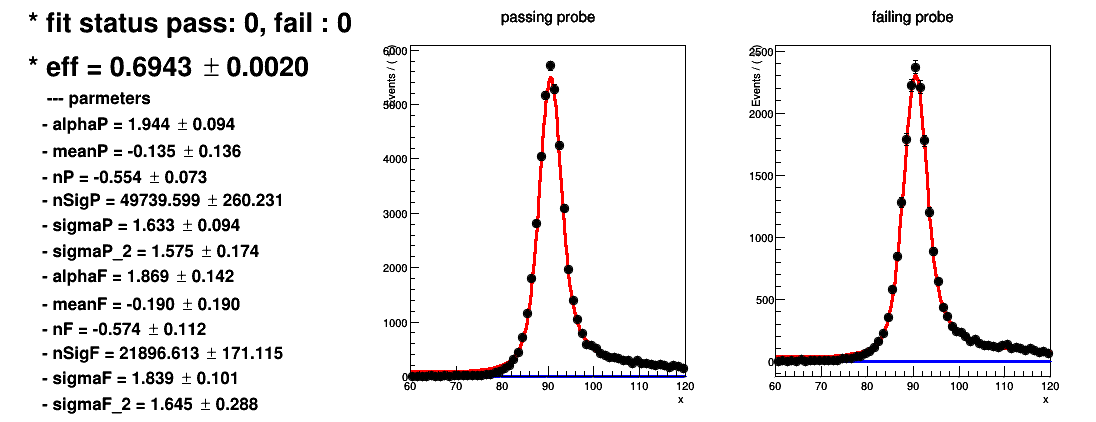 * fit status pass: 0, fail : 0
* eff = 0.6943 ± 0.0020
--- parmeters
- alphaP = 1.944 ± 0.094
- meanP = -0.135 ± 0.136
- nP = -0.554 ± 0.073
- nSigP = 49739.599 ± 260.231
- sigmaP = 1.633 ± 0.094
- sigmaP_2 = 1.575 ± 0.174
- alphaF = 1.869 ± 0.142
- meanF = -0.190 ± 0.190
- nF = -0.574 ± 0.112
- nSigF = 21896.613 ± 171.115
- sigmaF = 1.839 ± 0.101
- sigmaF_2 = 1.645 ± 0.288
passing probe
Events / (
6000
5000
4000
3000
2000
1000
0
60 70 80 90 100 110 120
x
failing probe
Events / (
2500
2000
1500
1000
500
0
60 70 80 90 100 110 120
x